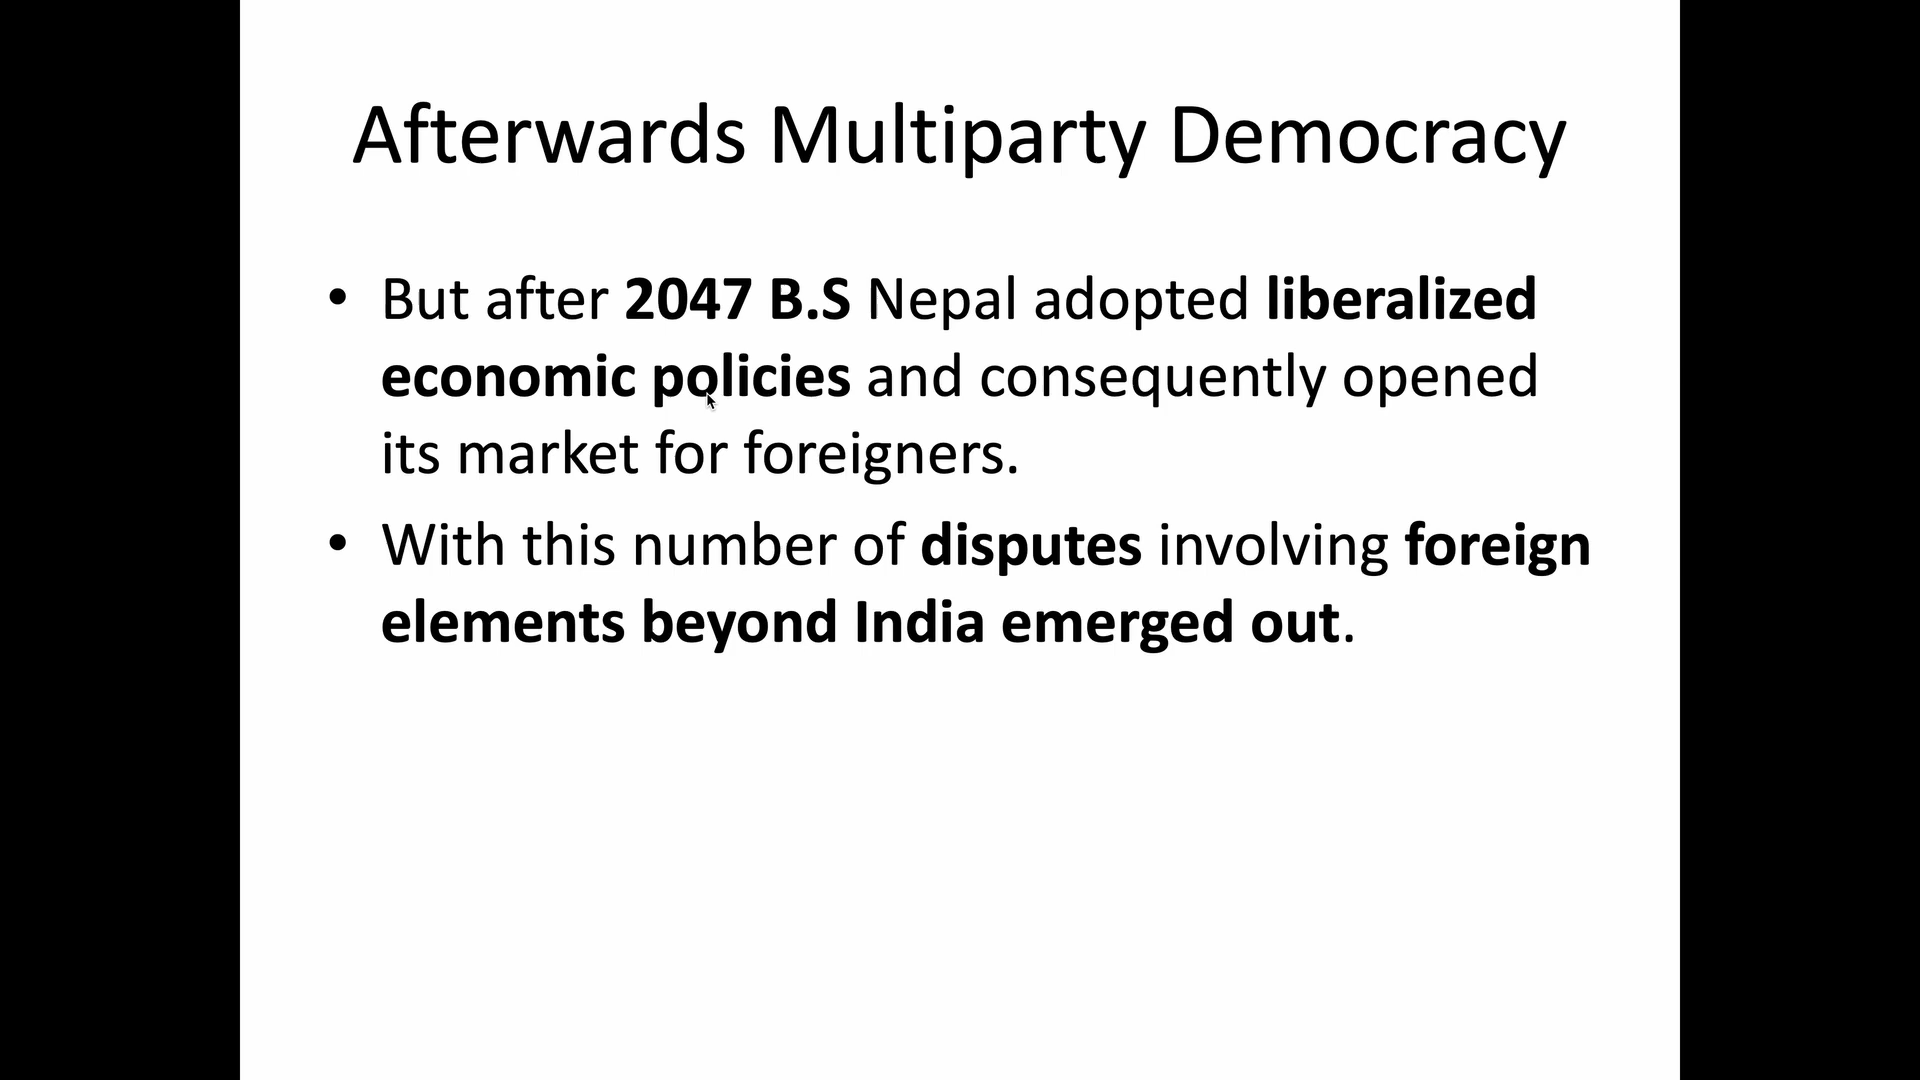 Afterwards Multiparty Democracy
• But after 2047 B.S Nepal adopted liberalized
economic policies and consequently opened
its market for foreigners.
• With this number of disputes involving foreign
elements beyond India emerged out.